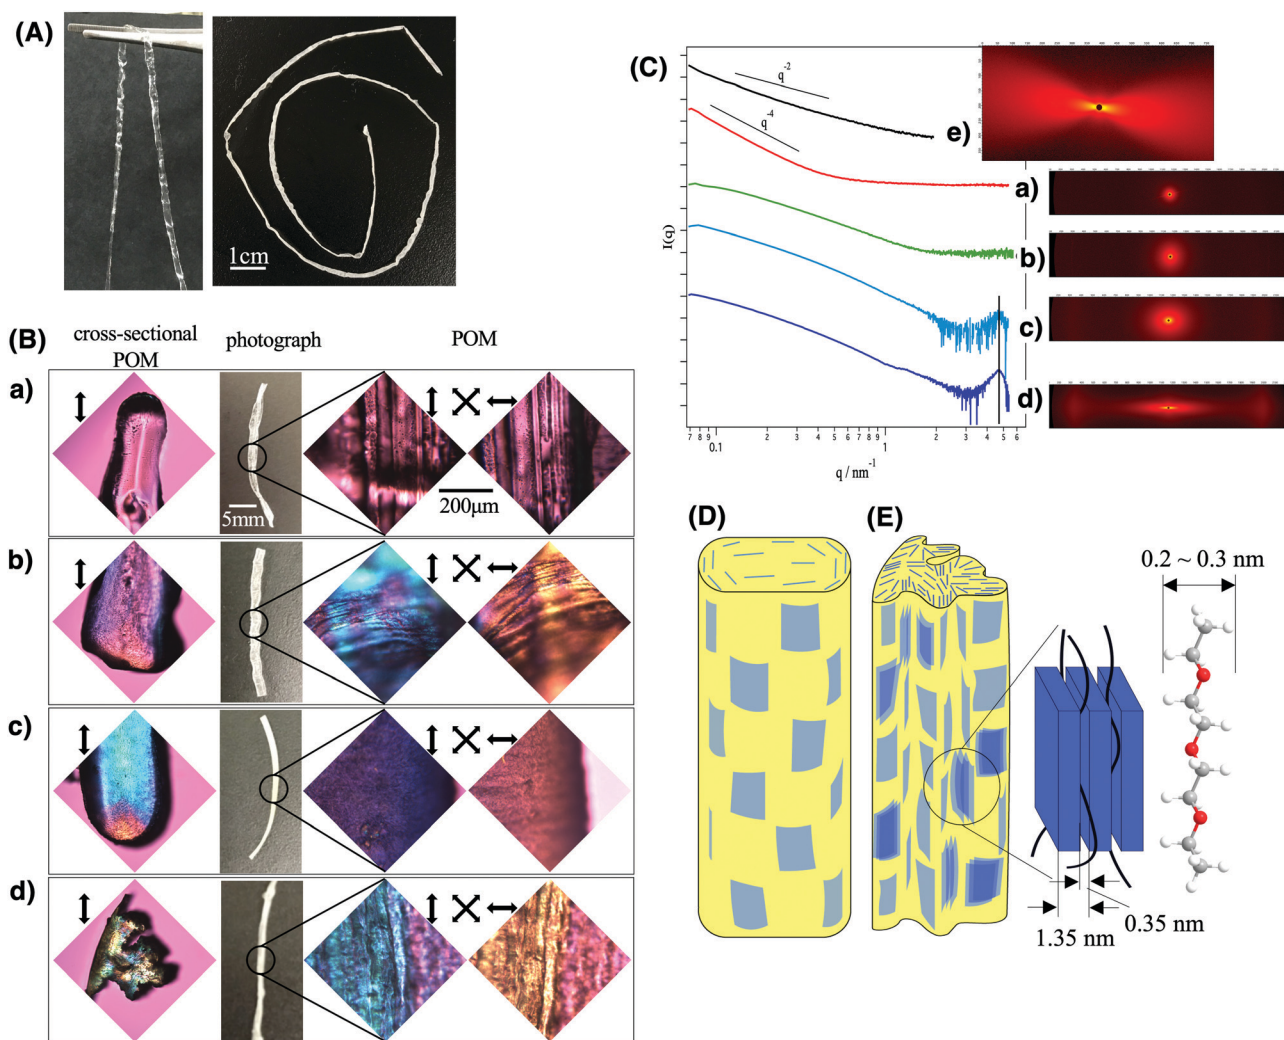 (A)
1cm
(B)
cross-sectional
POM
photograph
POM
a)
5mm
200μm
b)
c)
d)
(C)
q-2
q-4
e)
a)
b)
c)
d)
I(q)
7 8 9 2 3 4 5 6 7 8 9 2 3 4 5 6
0.1 1
q / nm-1
(D)
(E)
0.2 ~ 0.3 nm
0.35 nm
1.35 nm